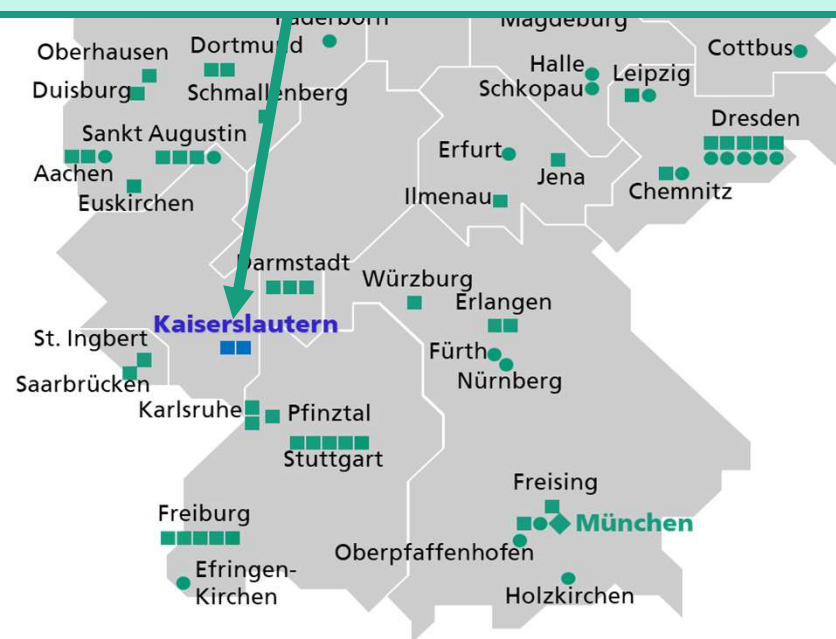 Paderborn
Magdeburg
Oberhausen
Dortmund
Cottbus
Halle
Leipzig
Duisburg
Schmallenberg
Schkopau
Dresden
Sankt Augustin
Erfurt
Aachen
Jena
Chemnitz
Euskirchen
Ilmenau
Darmstadt
Würzburg
Erlangen
Kaiserslautern
St. Ingbert
Fürth
Saarbrücken
Nürnberg
Karlsruhe
Pfinztal
Stuttgart
Freising
Freiburg
München
Oberpfaffenhofen
Efringen-
Kirchen
Holzkirchen